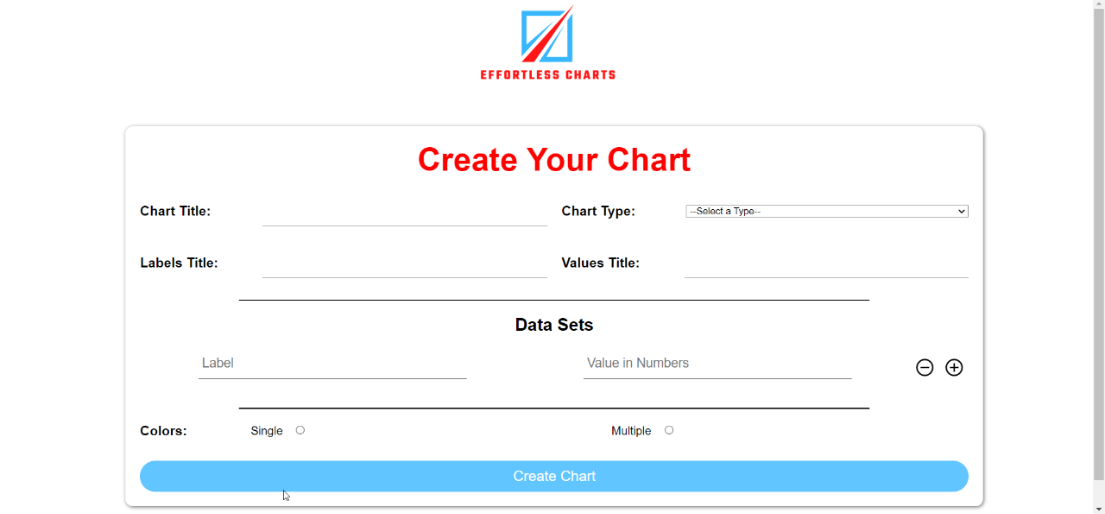 EFFORTLESS CHARTS
Create Your Chart
Chart Title:
Chart Type: --Select a Type--
Labels Title:
Values Title:
Data Sets
Label
Value in Numbers
Colors: Single Multiple
Create Chart